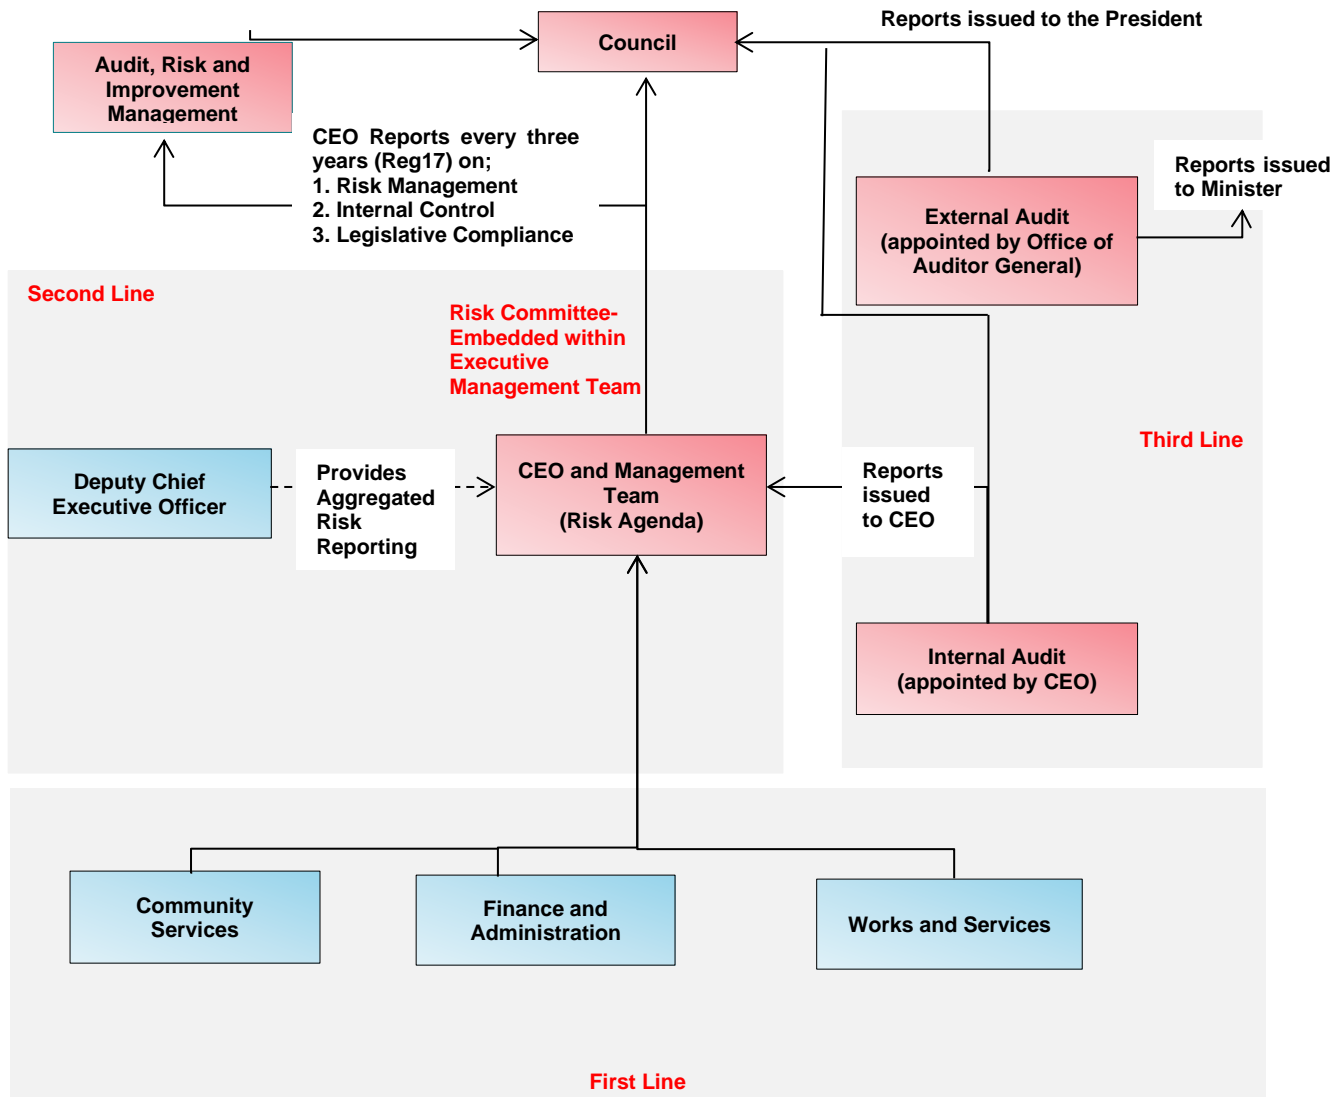 Reports issued to the President
Council
Audit, Risk and
Improvement
Management
CEO Reports every three
years (Reg17) on;
1. Risk Management
2. Internal Control
3. Legislative Compliance
Reports issued
to Minister
External Audit
(appointed by Office of
Auditor General)
Second Line
Risk Committee-
Embedded within
Executive
Management Team
Third Line
Deputy Chief
Executive Officer
Provides
Aggregated
Risk
Reporting
CEO and Management
Team
(Risk Agenda)
Reports
issued
to CEO
Internal Audit
(appointed by CEO)
Community
Services
Finance and
Administration
Works and Services
First Line